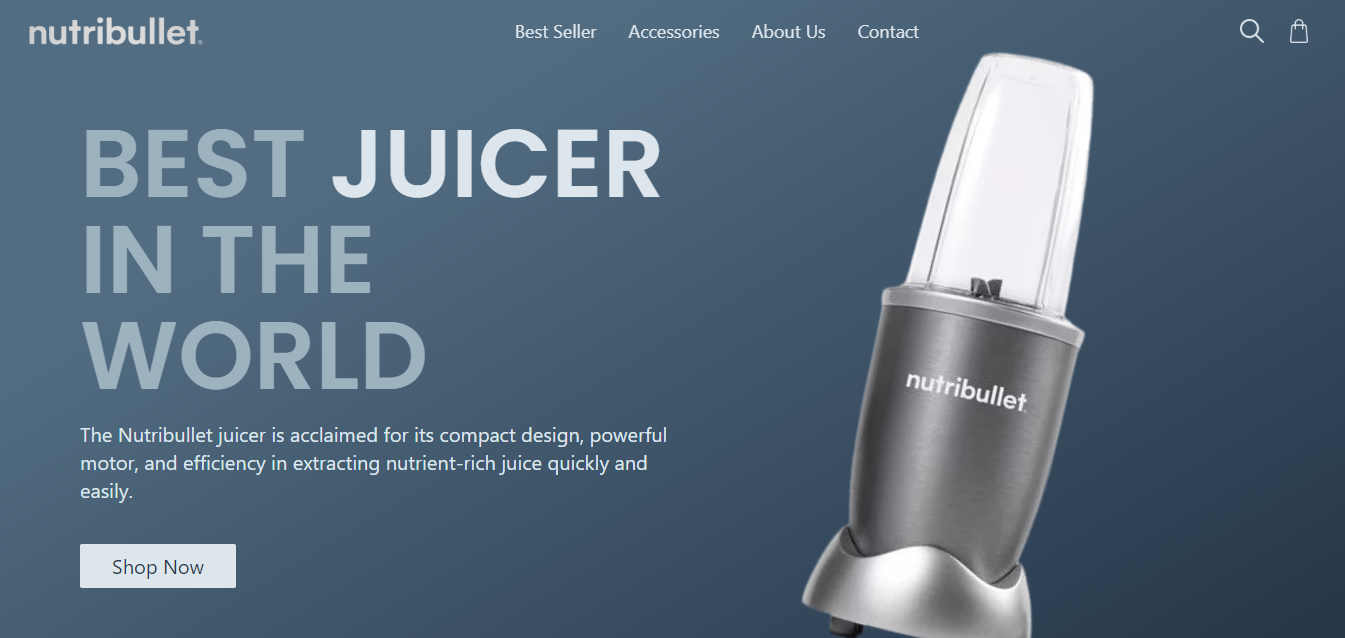 nutribullet®
Best Seller Accessories About Us Contact
BEST JUICER
IN THE
WORLD
The Nutribullet juicer is acclaimed for its compact design, powerful
motor, and efficiency in extracting nutrient-rich juice quickly and
easily.
Shop Now
nutribullet